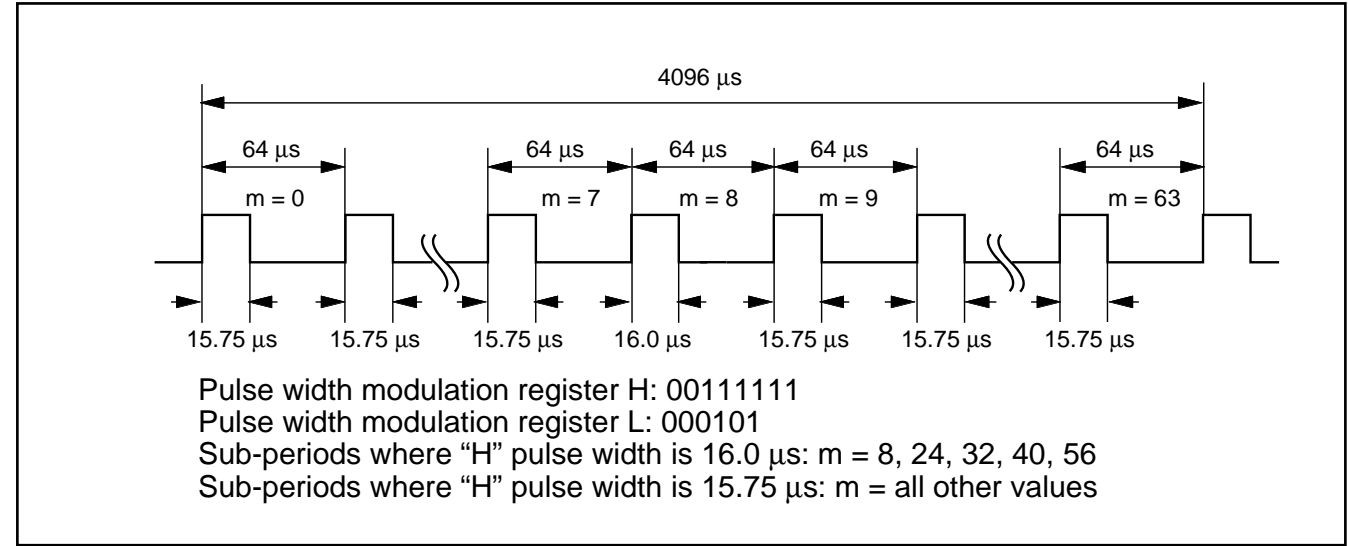 4096 μs
64 μs 64 μs 64 μs 64 μs 64 μs
m = 0 m = 7 m = 8 m = 9 m = 63
15.75 μs 15.75 μs 15.75 μs 16.0 μs 15.75 μs 15.75 μs 15.75 μs
Pulse width modulation register H: 00111111
Pulse width modulation register L: 000101
Sub-periods where “H” pulse width is 16.0 μs: m = 8, 24, 32, 40, 56
Sub-periods where “H” pulse width is 15.75 μs: m = all other values